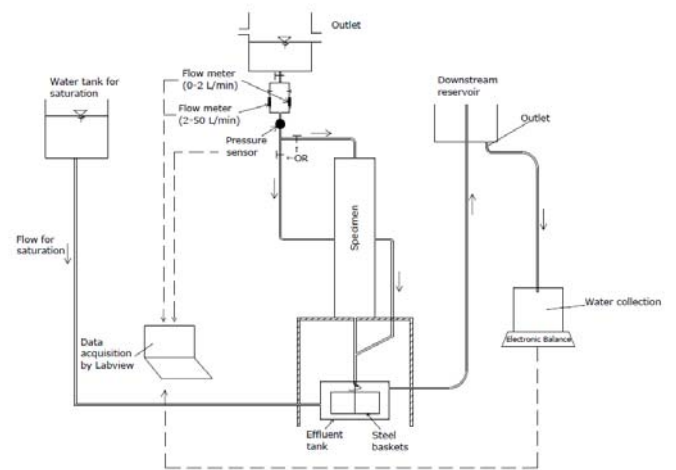 Outlet
Water tank for
saturation
Flow meter
(0-2 L/min)
Flow meter
(2-50 L/min)
Pressure
sensor
←OR
Downstream
reservoir
Outlet
Specimen
Flow for
saturation
Water collection
Electronic Balance
Data
acquisition
by Labview
Effluent
tank
Steel
baskets